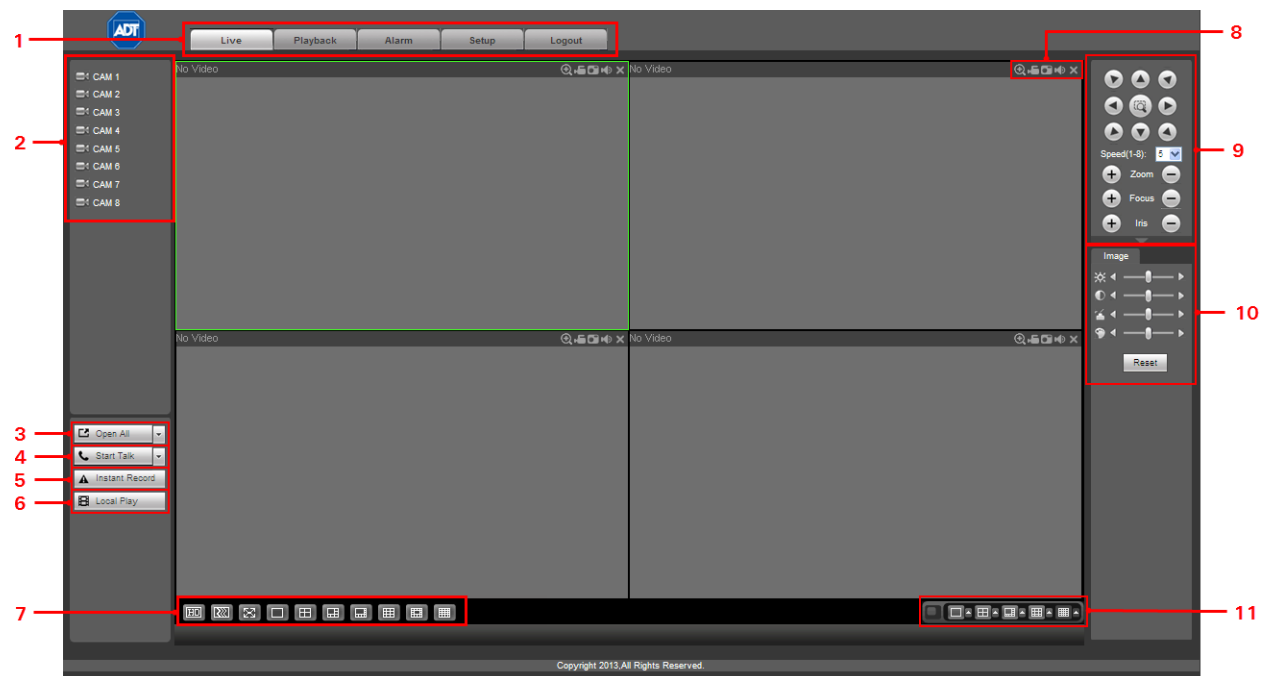 ADT
1
Live
Playback
Alarm
Setup
Logout
8
2
CAM 1
CAM 2
CAM 3
CAM 4
CAM 5
CAM 6
CAM 7
CAM 8
No Video
No Video
9
Speed(1-8): 5
Zoom
Focus
Iris
10
Image
Reset
No Video
No Video
3
Open All
4
Start Talk
5
Instant Record
6
Local Play
7
11
Copyright 2013,All Rights Reserved.